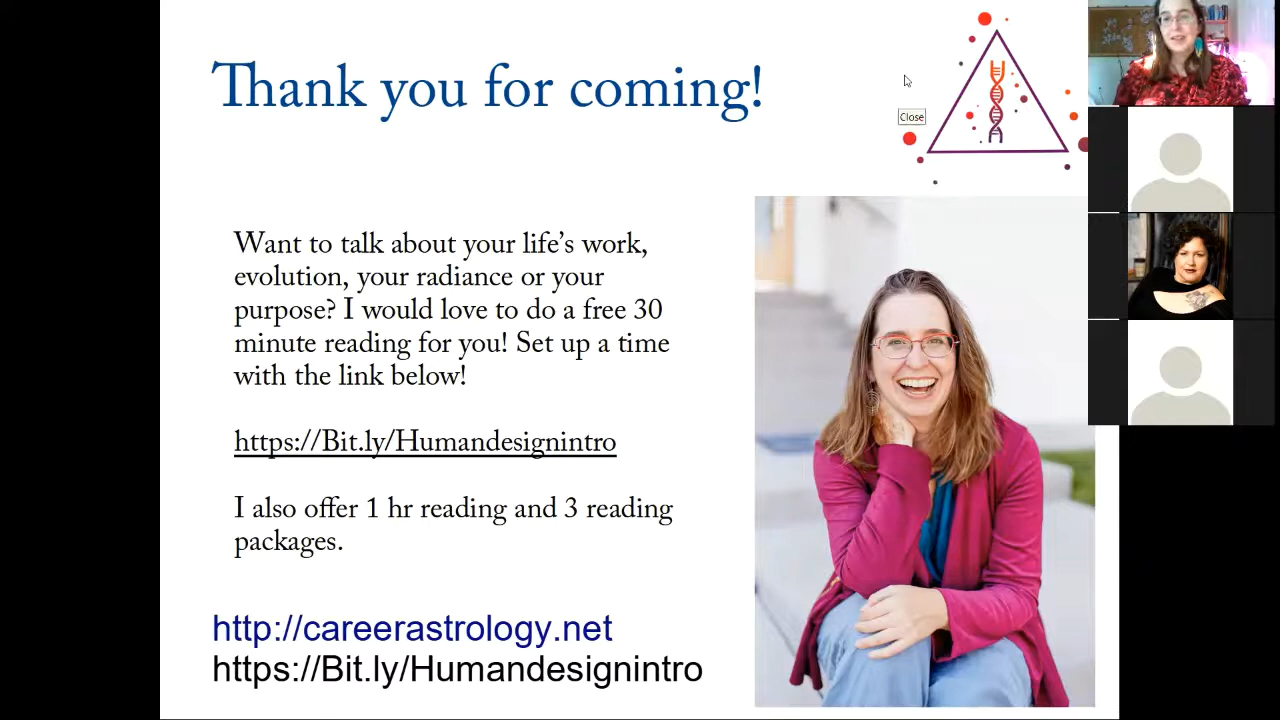 Thank you for coming!
Close
Want to talk about your life's work,
evolution, your radiance or your
purpose? I would love to do a free 30
minute reading for you! Set up a time
with the link below!
https://Bit.ly/Humandesignintro
I also offer 1 hr reading and 3 reading
packages.
http://careerastrology.net
https://Bit.ly/Humandesignintro